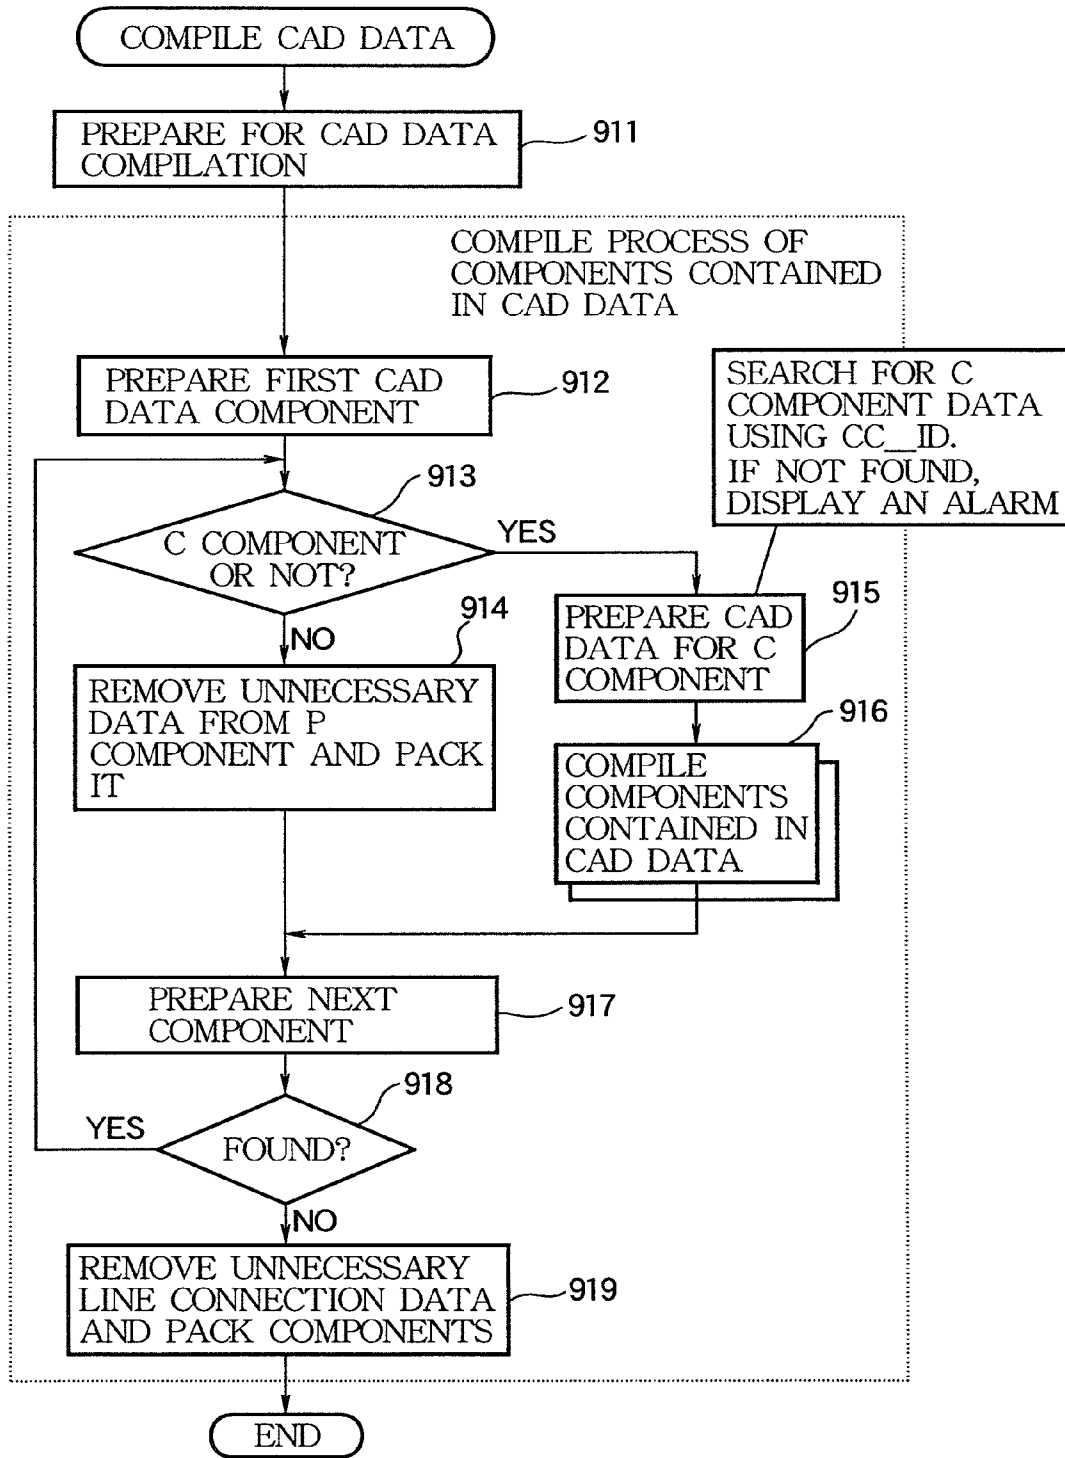 COMPILE CAD DATA
PREPARE FOR CAD DATA
COMPILATION
911
COMPILE PROCESS OF
COMPONENTS CONTAINED
IN CAD DATA
PREPARE FIRST CAD
DATA COMPONENT
912
SEARCH FOR C
COMPONENT DATA
USING CC__ID.
IF NOT FOUND,
DISPLAY AN ALARM
913
C COMPONENT
OR NOT?
YES
NO
914
REMOVE UNNECESSARY
DATA FROM P
COMPONENT AND PACK
IT
915
PREPARE CAD
DATA FOR C
COMPONENT
916
COMPILE
COMPONENTS
CONTAINED IN
CAD DATA
PREPARE NEXT
COMPONENT
917
918
YES
FOUND?
NO
REMOVE UNNECESSARY
LINE CONNECTION DATA
AND PACK COMPONENTS
919
END